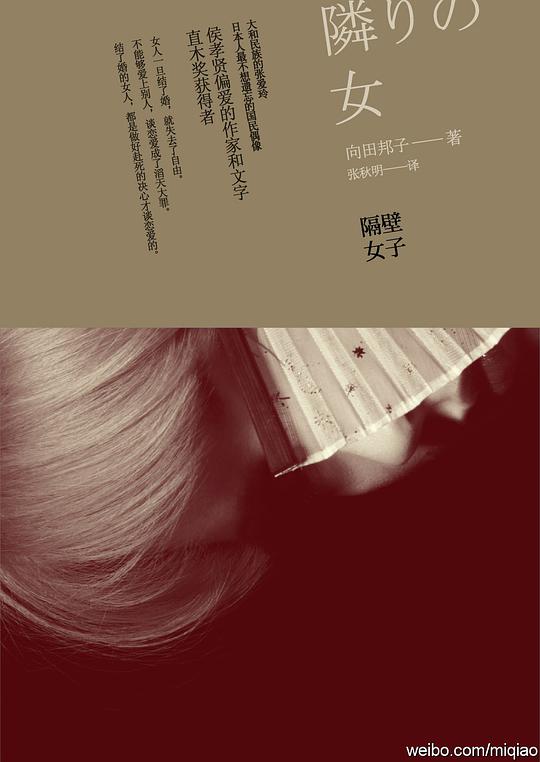 隣りの
女
向田邦子——著
张秋明——译
隔壁
女子
大和民族的张爱玲
日本人最不想遗忘的国民偶像
侯孝贤偏爱的作家和文字
直木奖获得者
女人一旦结了婚，就失去了自由。
不能够爱上别人，谈恋爱成了滔天大罪。
结了婚的女人，都是做好赴死的决心才谈恋爱的。
weibo.com/miqiao